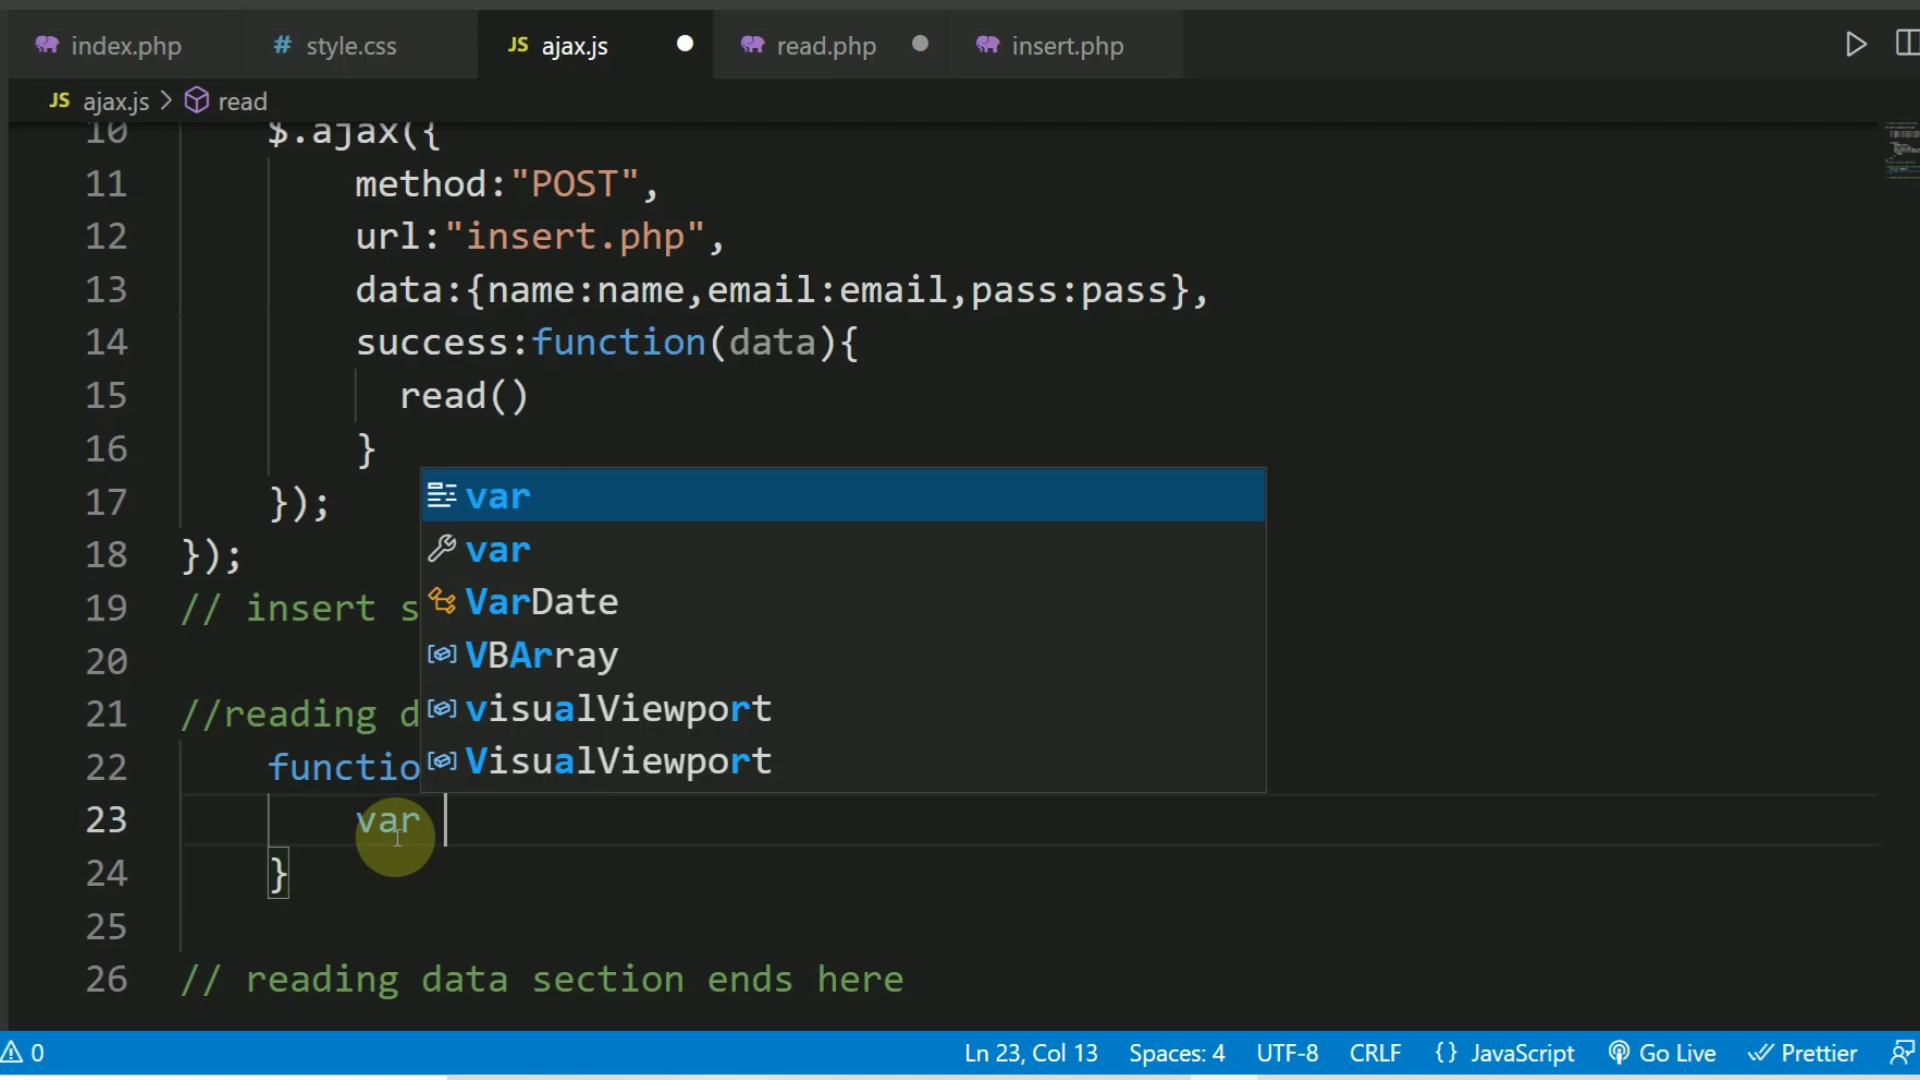 index.php # style.css JS ajax.js read.php insert.php
JS ajax.js > read
10 $.ajax({
11 method:"POST",
12 url:"insert.php",
13 data:{name:name,email:email,pass:pass},
14 success:function(data){
15 read()
16 }
17 });
18 });
19 // insert s
20
21 //reading d
22 functio
23 var
24 }
25
26 // reading data section ends here
var
var
VarDate
VBArray
visualViewport
VisualViewport
0 Ln 23, Col 13 Spaces: 4 UTF-8 CRLF {} JavaScript Go Live Prettier